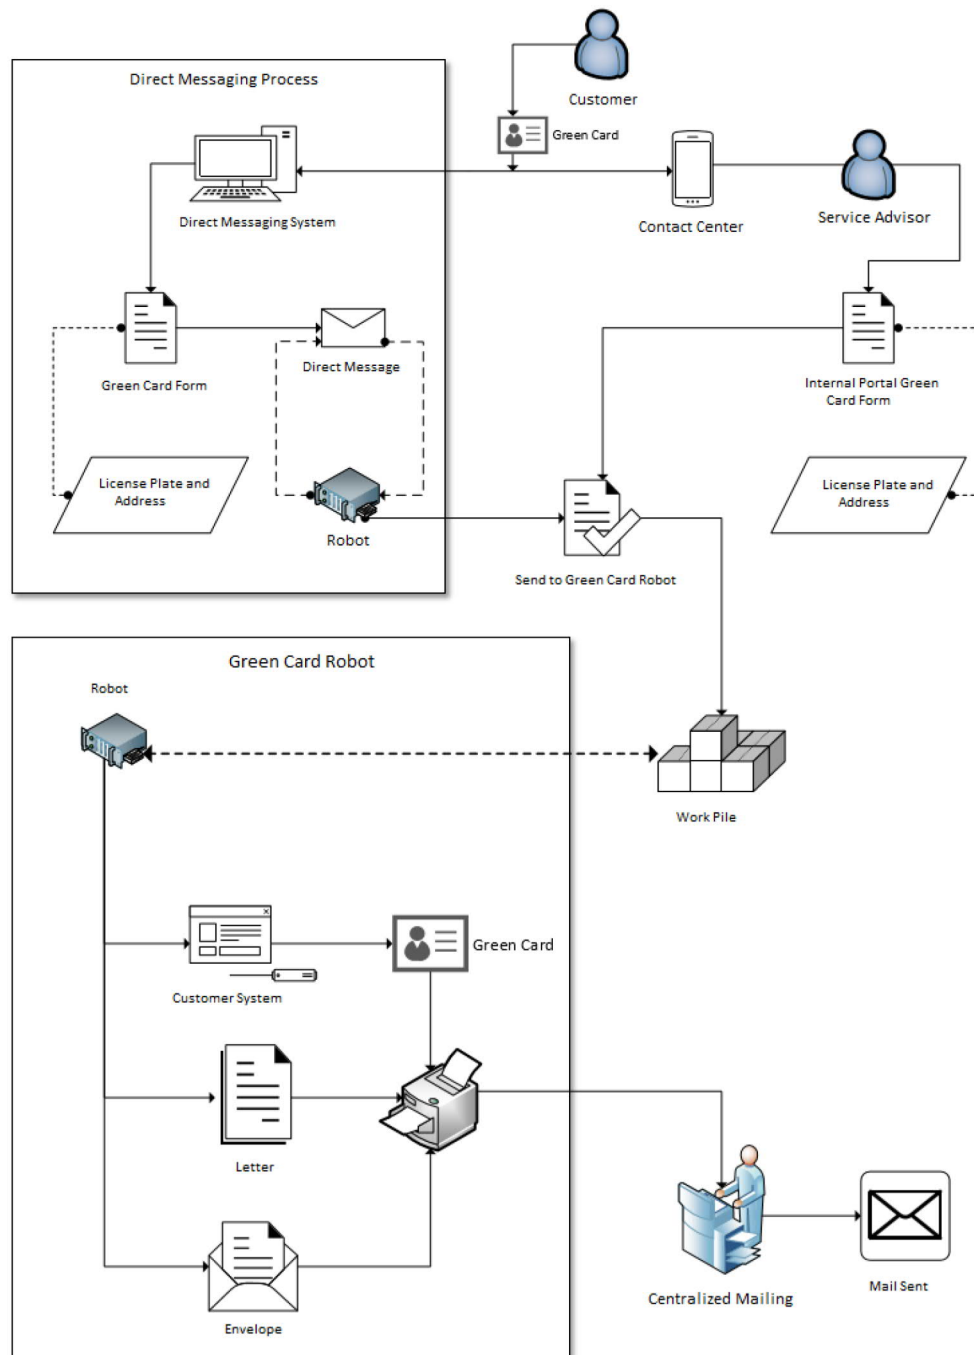 Customer
Direct Messaging Process
Green Card
Direct Messaging System
Contact Center
Service Advisor
Green Card Form
Direct Message
Internal Portal Green
Card Form
License Plate and
Address
Robot
License Plate and
Address
Send to Green Card Robot
Green Card Robot
Robot
Work Pile
Green Card
Customer System
Letter
Envelope
Centralized Mailing
Mail Sent